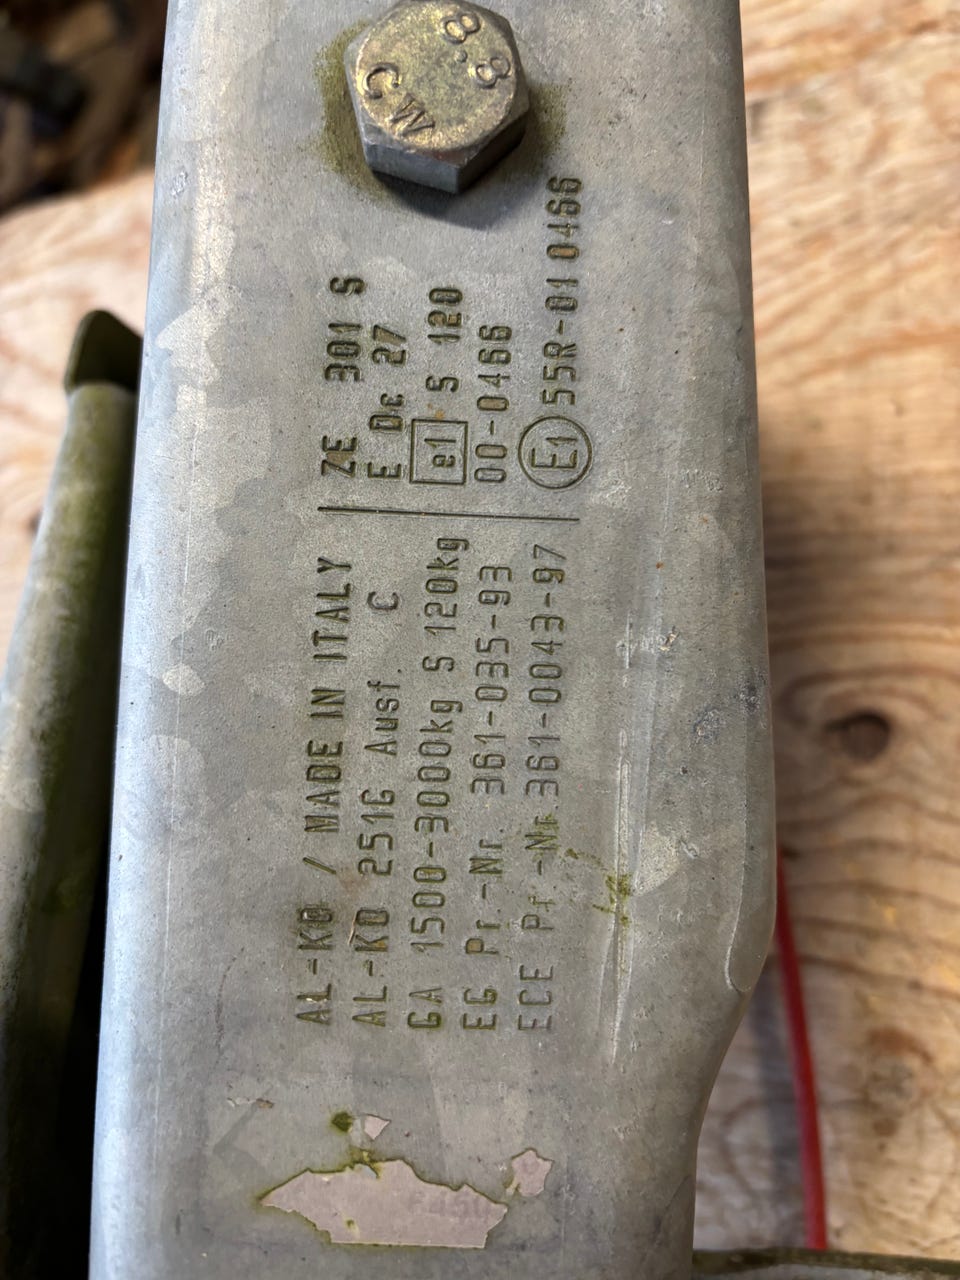 8.8
CM
AL-KO / MADE IN ITALY
AL-KO 251G Ausf. C
GA 1500-3000kg S 120kg
EG Pr.-Nr. 361-035-93
ECE Pr.-Nr.361-0043-97
ZE 301 S
E Dc 27
e1 S 120
00-0466
E1 55R-01 0466